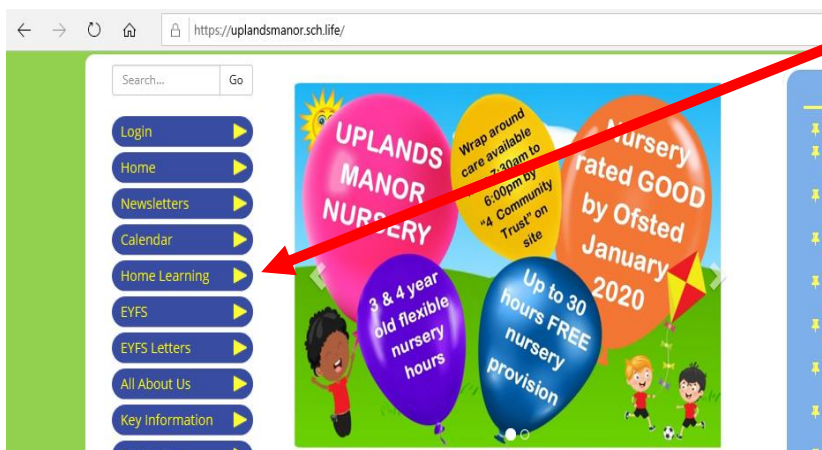 https://uplandsmanor.sch.life/
Search...
Go
Login
Home
Newsletters
Calendar
Home Learning
EYFS
EYFS Letters
All About Us
Key Information
UPLANDS
MANOR
NURSERY
Wrap around
care available
7:30am to
6:00pm by
"4 Community
Trust" on
site
Nursery
rated GOOD
by Ofsted
January
2020
3 & 4 year
old flexible
nursery
hours
Up to 30
hours FREE
nursery
provision